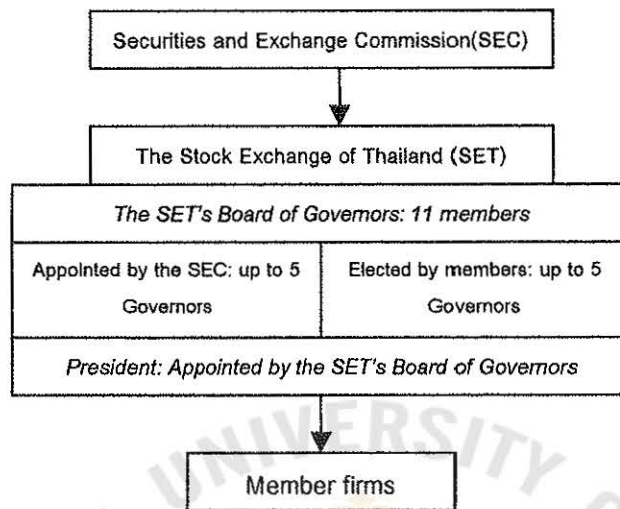 Securities and Exchange Commission(SEC)
The Stock Exchange of Thailand (SET)
The SET's Board of Governors: 11 members
Appointed by the SEC: up to 5
Governors
Elected by members: up to 5
Governors
President: Appointed by the SET's Board of Governors
UNIVERSITY
Member firms